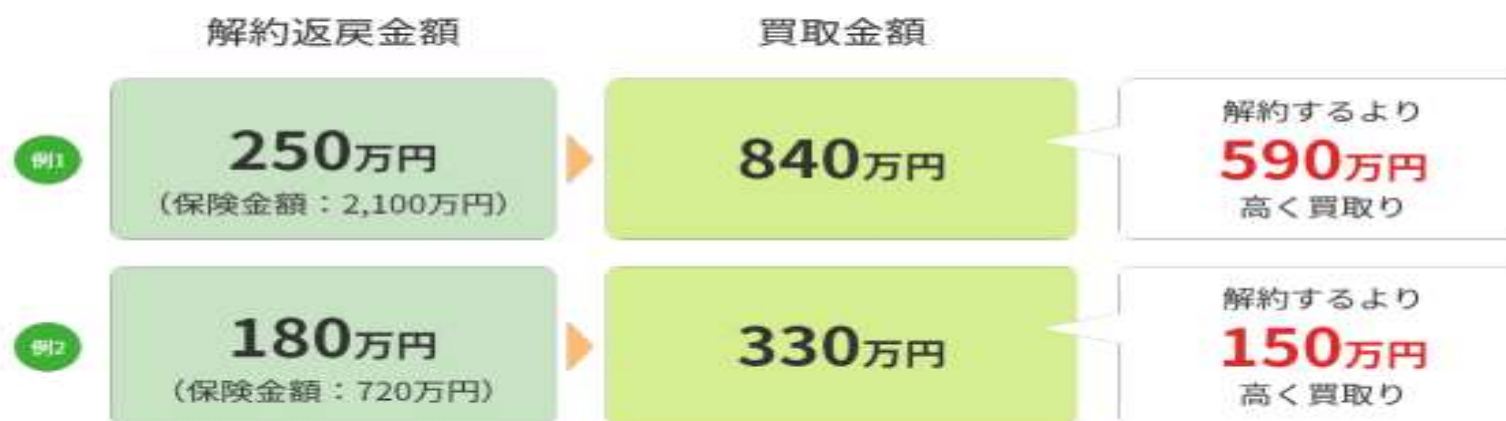 解約返戻金額
買取金額
例1
250万円
（保険金額：2,100万円）
840万円
解約するより
590万円
高く買取り
例2
180万円
（保険金額：720万円）
330万円
解約するより
150万円
高く買取り